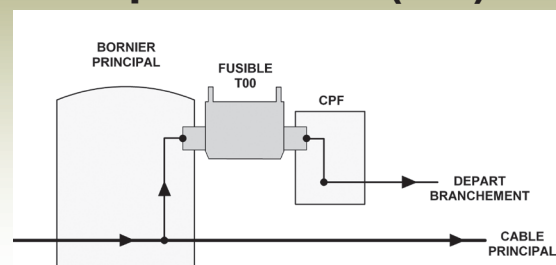 BORNIER
PRINCIPAL
FUSIBLE
T00
CPF
DEPART
BRANCHEMENT
CABLE
PRINCIPAL